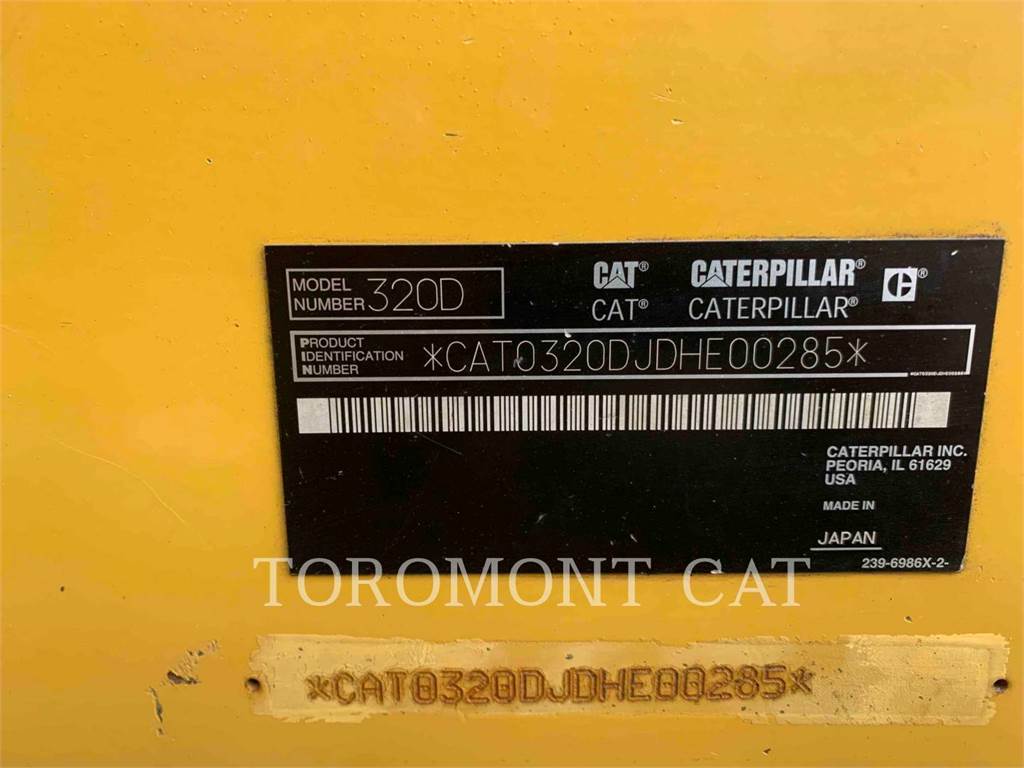 MODEL NUMBER 320D
CAT® CATERPILLAR® C®
CAT® CATERPILLAR®
PRODUCT IDENTIFICATION NUMBER *CAT0320DJDHE00285*
*CAT0320DJDHE00285*
CATERPILLAR INC.
PEORIA, IL 61629
USA
MADE IN
JAPAN
239-6986X-2-
TOROMONT CAT
*CAT0320DJDHE00285*